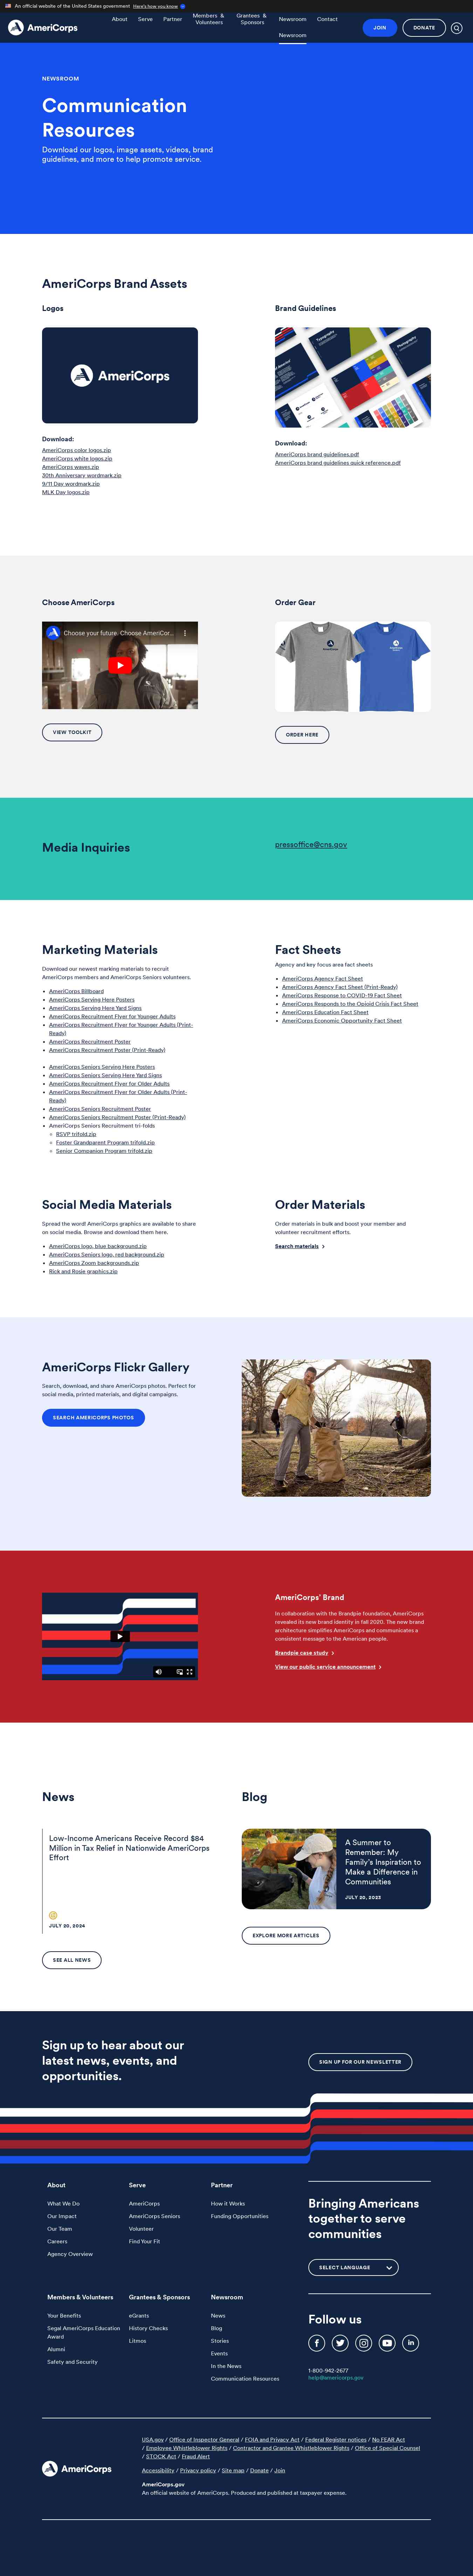 An official website of the United States government Here's how you know
AmeriCorps
About Serve Partner Members & Volunteers Grantees & Sponsors Newsroom Contact
Newsroom
JOIN DONATE
NEWSROOM
Communication
Resources
Download our logos, image assets, videos, brand
guidelines, and more to help promote service.
AmeriCorps Brand Assets
Logos
AmeriCorps
Download:
AmeriCorps color logos.zip
AmeriCorps white logos.zip
AmeriCorps waves.zip
30th Anniversary wordmark.zip
9/11 Day wordmark.zip
MLK Day logos.zip
Brand Guidelines
Typography
Photography
Download:
AmeriCorps brand guidelines.pdf
AmeriCorps brand guidelines quick reference.pdf
Choose AmeriCorps
Choose your future. Choose AmeriCor...
VIEW TOOLKIT
Order Gear
ORDER HERE
Media Inquiries
pressoffice@cns.gov
Marketing Materials
Download our newest marking materials to recruit
AmeriCorps members and AmeriCorps Seniors volunteers.
AmeriCorps Billboard
AmeriCorps Serving Here Posters
AmeriCorps Serving Here Yard Signs
AmeriCorps Recruitment Flyer for Younger Adults
AmeriCorps Recruitment Flyer for Younger Adults (Print-
Ready)
AmeriCorps Recruitment Poster
AmeriCorps Recruitment Poster (Print-Ready)
AmeriCorps Seniors Serving Here Posters
AmeriCorps Seniors Serving Here Yard Signs
AmeriCorps Recruitment Flyer for Older Adults
AmeriCorps Recruitment Flyer for Older Adults (Print-
Ready)
AmeriCorps Seniors Recruitment Poster
AmeriCorps Seniors Recruitment Poster (Print-Ready)
AmeriCorps Seniors Recruitment tri-folds
RSVP trifold.zip
Foster Grandparent Program trifold.zip
Senior Companion Program trifold.zip
Fact Sheets
Agency and key focus area fact sheets
AmeriCorps Agency Fact Sheet
AmeriCorps Agency Fact Sheet (Print-Ready)
AmeriCorps Response to COVID-19 Fact Sheet
AmeriCorps Responds to the Opioid Crisis Fact Sheet
AmeriCorps Education Fact Sheet
AmeriCorps Economic Opportunity Fact Sheet
Social Media Materials
Spread the word! AmeriCorps graphics are available to share
on social media. Browse and download them here.
AmeriCorps logo, blue background.zip
AmeriCorps Seniors logo, red background.zip
AmeriCorps Zoom backgrounds.zip
Rick and Rosie graphics.zip
Order Materials
Order materials in bulk and boost your member and
volunteer recruitment efforts.
Search materials
AmeriCorps Flickr Gallery
Search, download, and share AmeriCorps photos. Perfect for
social media, printed materials, and digital campaigns.
SEARCH AMERICORPS PHOTOS
AmeriCorps' Brand
In collaboration with the Brandpie foundation, AmeriCorps
revealed its new brand identity in fall 2020. The new brand
architecture simplifies AmeriCorps and communicates a
consistent message to the American people.
Brandpie case study
View our public service announcement
News
Low-Income Americans Receive Record $84
Million in Tax Relief in Nationwide AmeriCorps
Effort
JULY 20, 2024
SEE ALL NEWS
Blog
A Summer to
Remember: My
Family's Inspiration to
Make a Difference in
Communities
JULY 20, 2023
EXPLORE MORE ARTICLES
Sign up to hear about our
latest news, events, and
opportunities.
SIGN UP FOR OUR NEWSLETTER
About
What We Do
Our Impact
Our Team
Careers
Agency Overview
Serve
AmeriCorps
AmeriCorps Seniors
Volunteer
Find Your Fit
Partner
How it Works
Funding Opportunities
Members & Volunteers
Your Benefits
Segal AmeriCorps Education
Award
Alumni
Safety and Security
Grantees & Sponsors
eGrants
History Checks
Litmos
Newsroom
News
Blog
Stories
Events
In the News
Communication Resources
Bringing Americans
together to serve
communities
SELECT LANGUAGE
Follow us
1-800-942-2677
help@americorps.gov
AmeriCorps
USA.gov / Office of Inspector General / FOIA and Privacy Act / Federal Register notices / No FEAR Act
/ Employee Whistleblower Rights / Contractor and Grantee Whistleblower Rights / Office of Special Counsel
/ STOCK Act / Fraud Alert
Accessibility / Privacy policy / Site map / Donate / Join
AmeriCorps.gov
An official website of AmeriCorps. Produced and published at taxpayer expense.